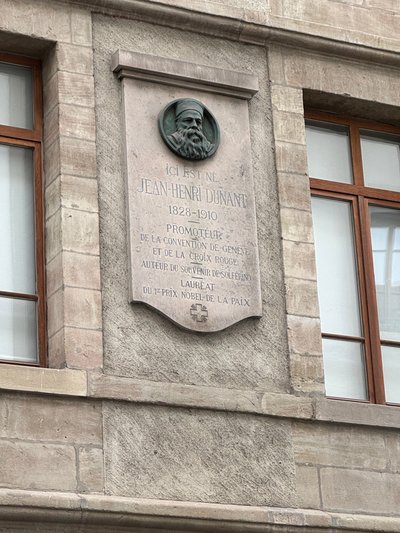 ICI EST NÉ
JEAN-HENRI DUNANT
1828-1910
PROMOTEUR
DE LA CONVENTION DE GENÈVE
ET DE LA CROIX ROUGE
AUTEUR DU SOUVENIR DE SOLFÉRINO
LAURÉAT
DU 1ER PRIX NOBEL DE LA PAIX